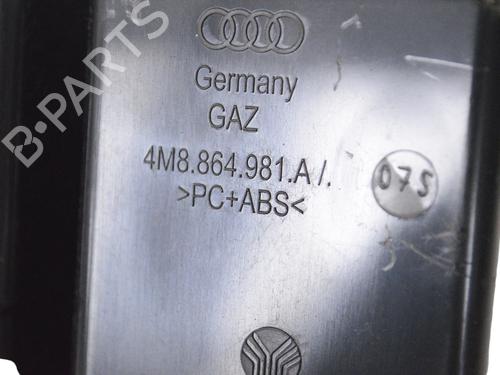 B·PARTS
Germany
GAZ
4M8.864.981.A/.
>PC+ABS<
07S